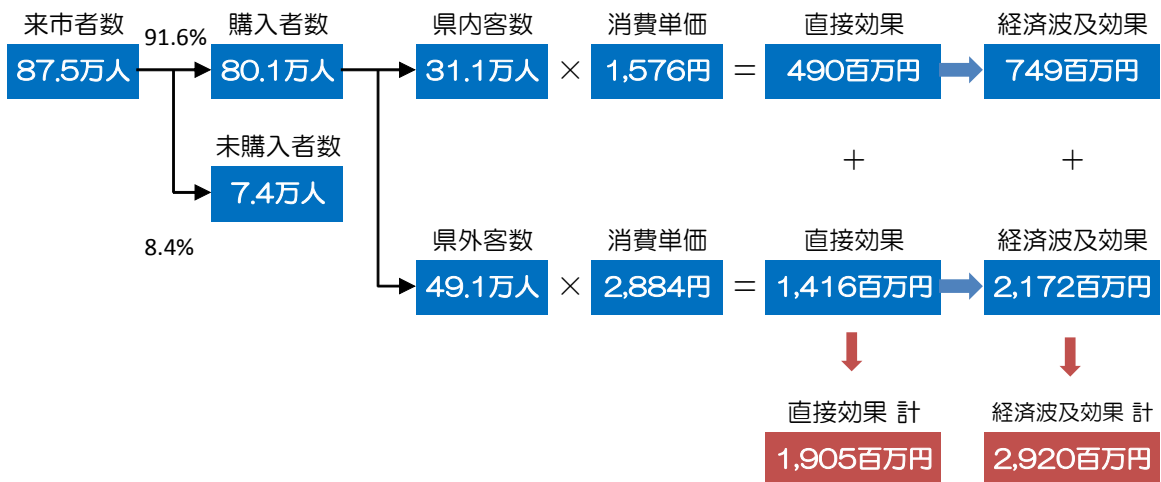 来市者数
91.6%
購入者数
県内客数
消費単価
直接効果
経済波及効果
87.5万人
80.1万人
31.1万人
×
1,576円
=
490百万円
749百万円
未購入者数
7.4万人
8.4%
+
+
県外客数
消費単価
直接効果
経済波及効果
49.1万人
×
2,884円
=
1,416百万円
2,172百万円
直接効果 計
経済波及効果 計
1,905百万円
2,920百万円